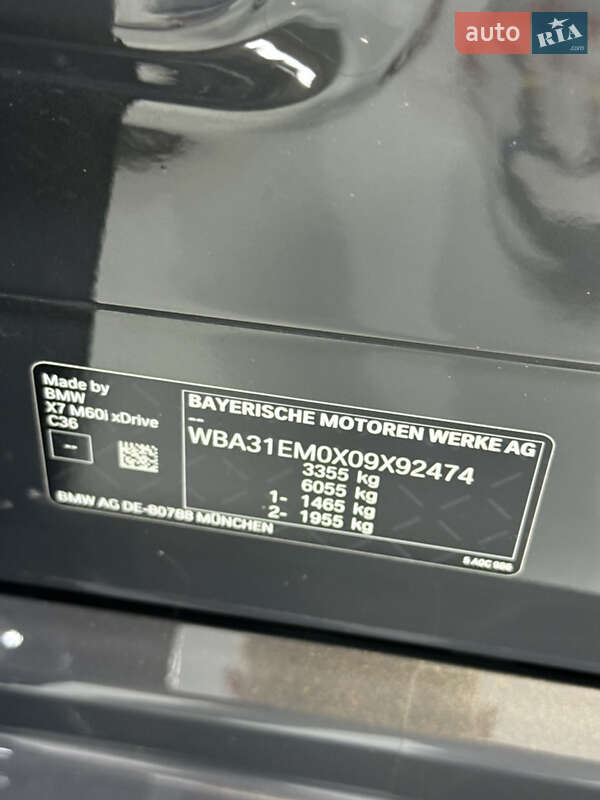 auto RIA.com
Made by
BMW
X7 M60i xDrive
C36
--
BMW AG DE-80788 MÜNCHEN
BAYERISCHE MOTOREN WERKE AG
--
WBA31EM0X09X92474
3355 kg
6055 kg
1- 1465 kg
2- 1955 kg